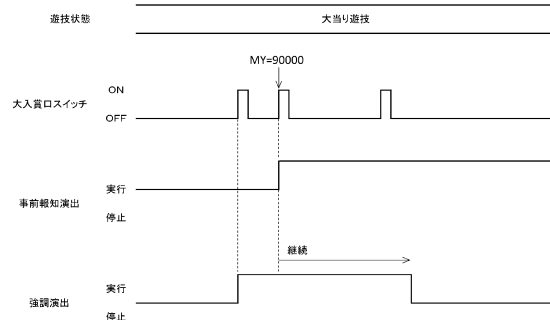 遊技状態
大当り遊技
MY=90000
大入賞口スイッチ
ON
OFF
事前報知演出
実行
停止
継続
強調演出
実行
停止